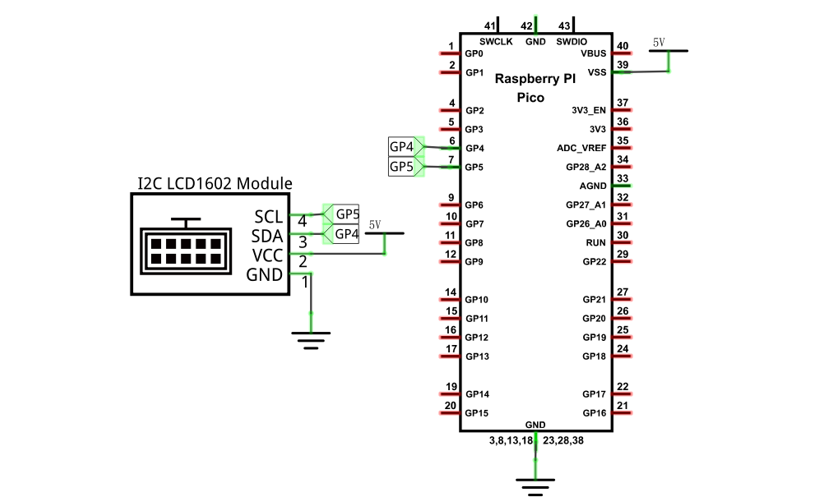 41 42 43
SWCLK GND SWDIO
1 GP0 VBUS 40
5V
2 GP1 VSS 39
Raspberry PI
Pico
4 GP2 3V3_EN 37
5 GP3 3V3 36
GP4 6 GP4 ADC_VREF 35
GP5 7 GP5 GP28_A2 34
AGND 33
I2C LCD1602 Module
9 GP6 GP27_A1 32
SCL 4 GP5
10 GP7 GP26_A0 31
5V
SDA 3 GP4
11 GP8 RUN 30
VCC 2
12 GP9 GP22 29
GND 1
14 GP10 GP21 27
15 GP11 GP20 26
16 GP12 GP19 25
17 GP13 GP18 24
19 GP14 GP17 22
20 GP15 GP16 21
GND
3,8,13,18 23,28,38